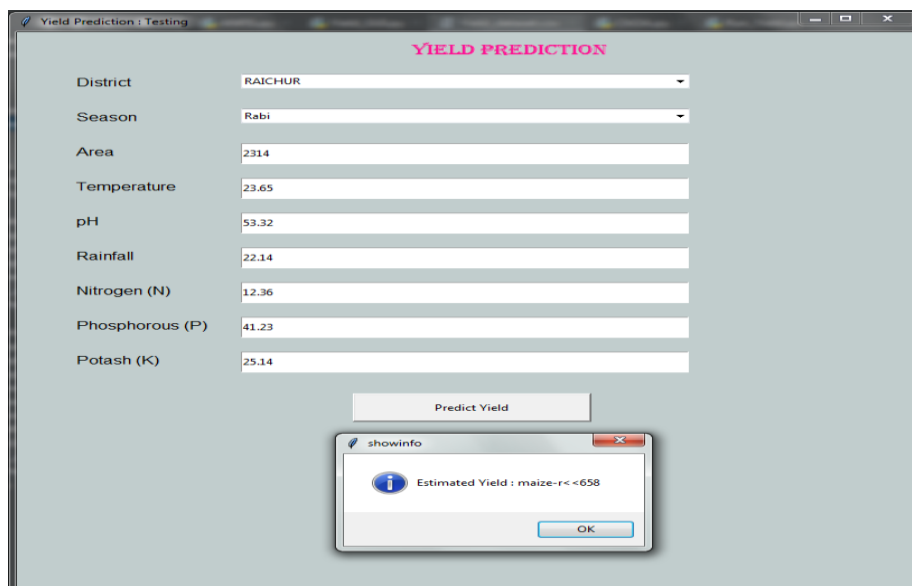 Yield Prediction : Testing
YIELD PREDICTION
District RAICHUR
Season Rabi
Area 2314
Temperature 23.65
pH 53.32
Rainfall 22.14
Nitrogen (N) 12.36
Phosphorous (P) 41.23
Potash (K) 25.14
Predict Yield
showinfo
Estimated Yield : maize-r<<658
OK